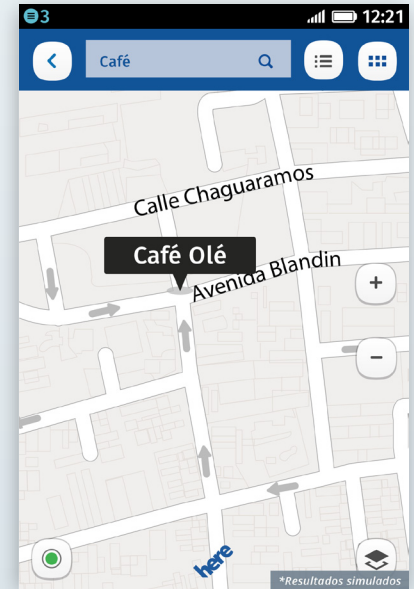 3
12:21
Café
Calle Chaguaramos
Café Olé
Avenida Blandin
+
−
here
*Resultados simulados